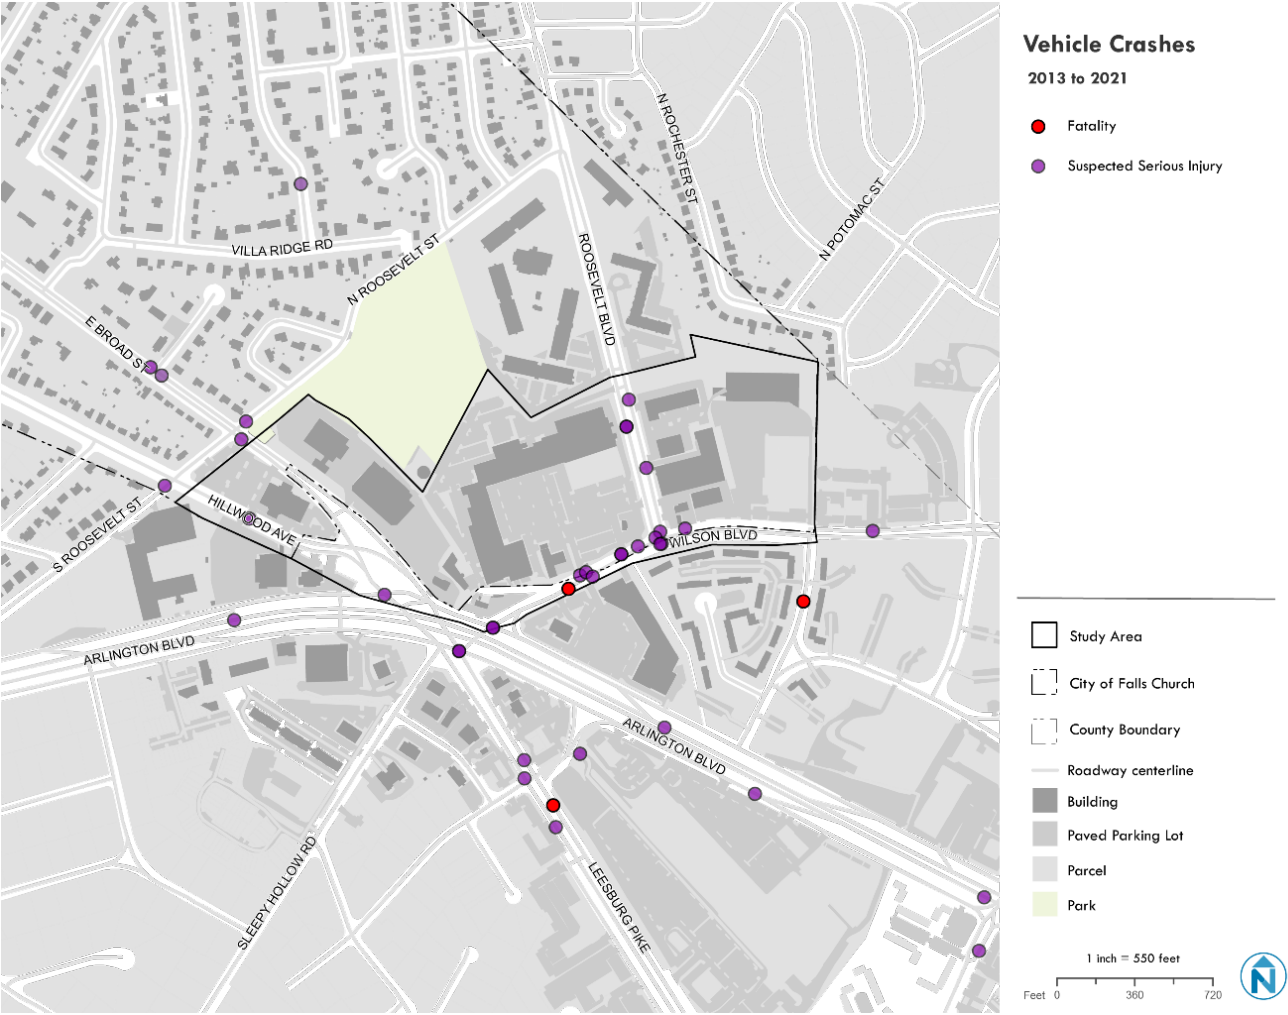 Vehicle Crashes
2013 to 2021
Fatality
Suspected Serious Injury
N ROCHESTER ST
N POTOMAC ST
VILLA RIDGE RD
N ROOSEVELT ST
ROOSEVELT BLVD
E BROAD ST
HILLWOOD AVE
S ROOSEVELT ST
WILSON BLVD
ARLINGTON BLVD
ARLINGTON BLVD
SLEEPY HOLLOW RD
LEESBURG PIKE
Study Area
City of Falls Church
County Boundary
Roadway centerline
Building
Paved Parking Lot
Parcel
Park
1 inch = 550 feet
Feet 0 360 720
N